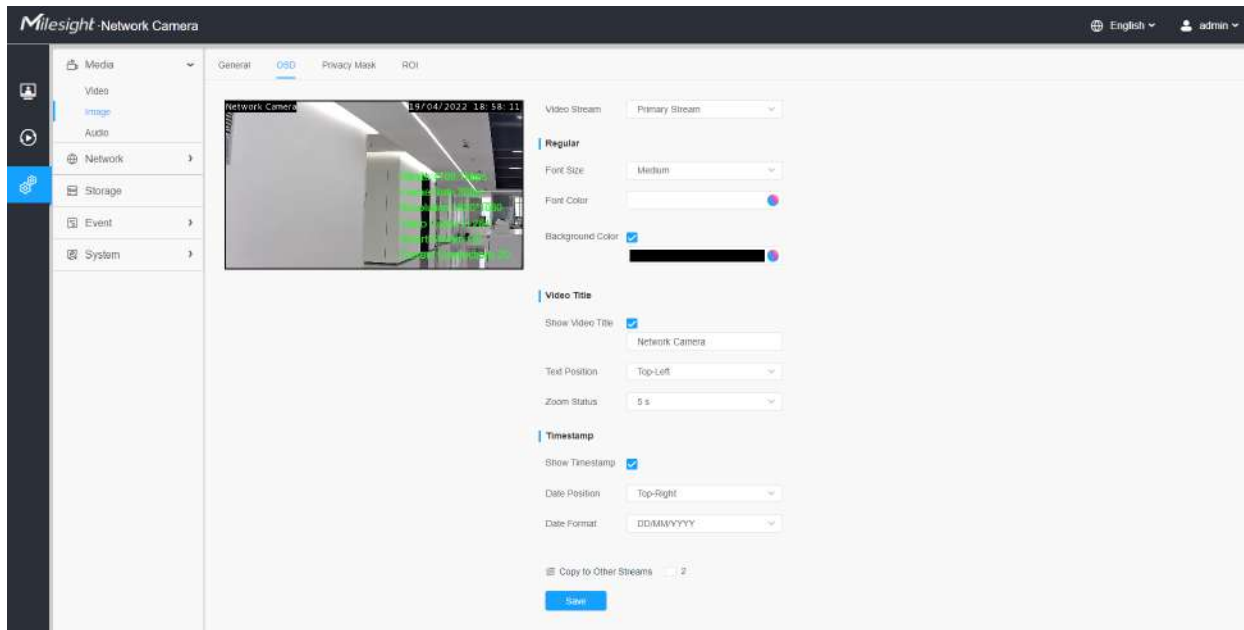 Milesight ·Network Camera
English
admin
Media
Video
Image
Audio
Network
Storage
Event
System
General OSD Privacy Mask ROI
Network Camera 19/04/2022 18:58:11
Video Stream Primary Stream
Regular
Font Size Medium
Font Color
Background Color
Video Title
Show Video Title
Network Camera
Text Position Top-Left
Zoom Status 5 s
Timestamp
Show Timestamp
Date Position Top-Right
Date Format DD/MM/YYYY
Copy to Other Streams 2
Save